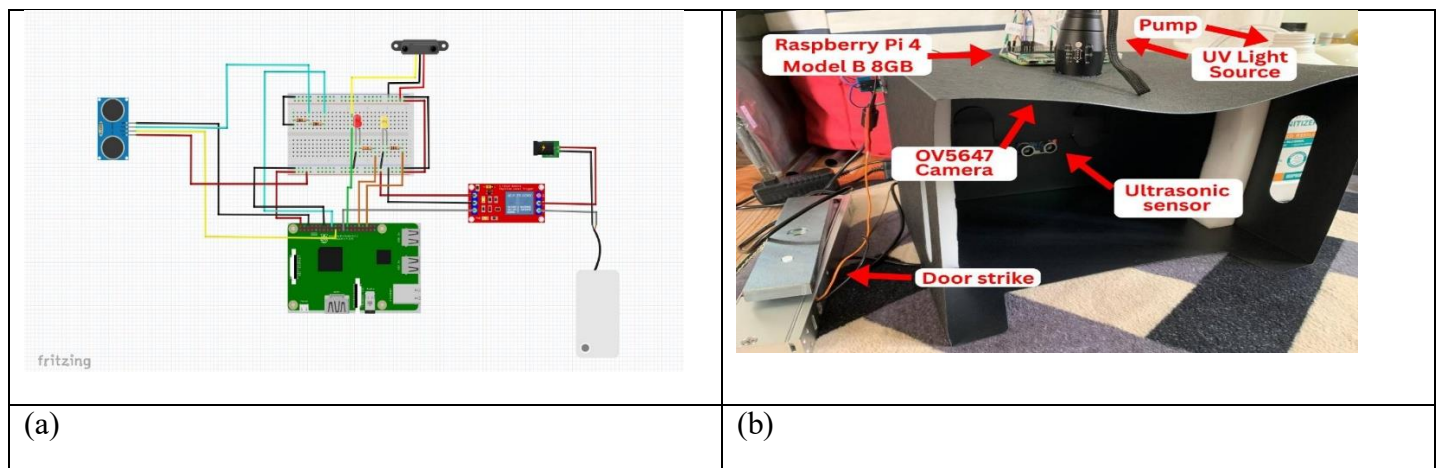 fritzing
Raspberry Pi 4
Model B 8GB
Pump
UV Light
Source
OV5647
Camera
Ultrasonic
sensor
Door strike
(a)
(b)